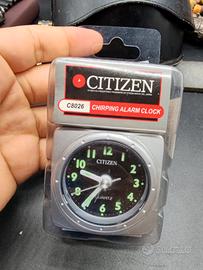 CITIZEN
C8026 CHIRPING ALARM CLOCK
CITIZEN
12
11 1
10 2
9 3
8 4
7 5
6
QUARTZ